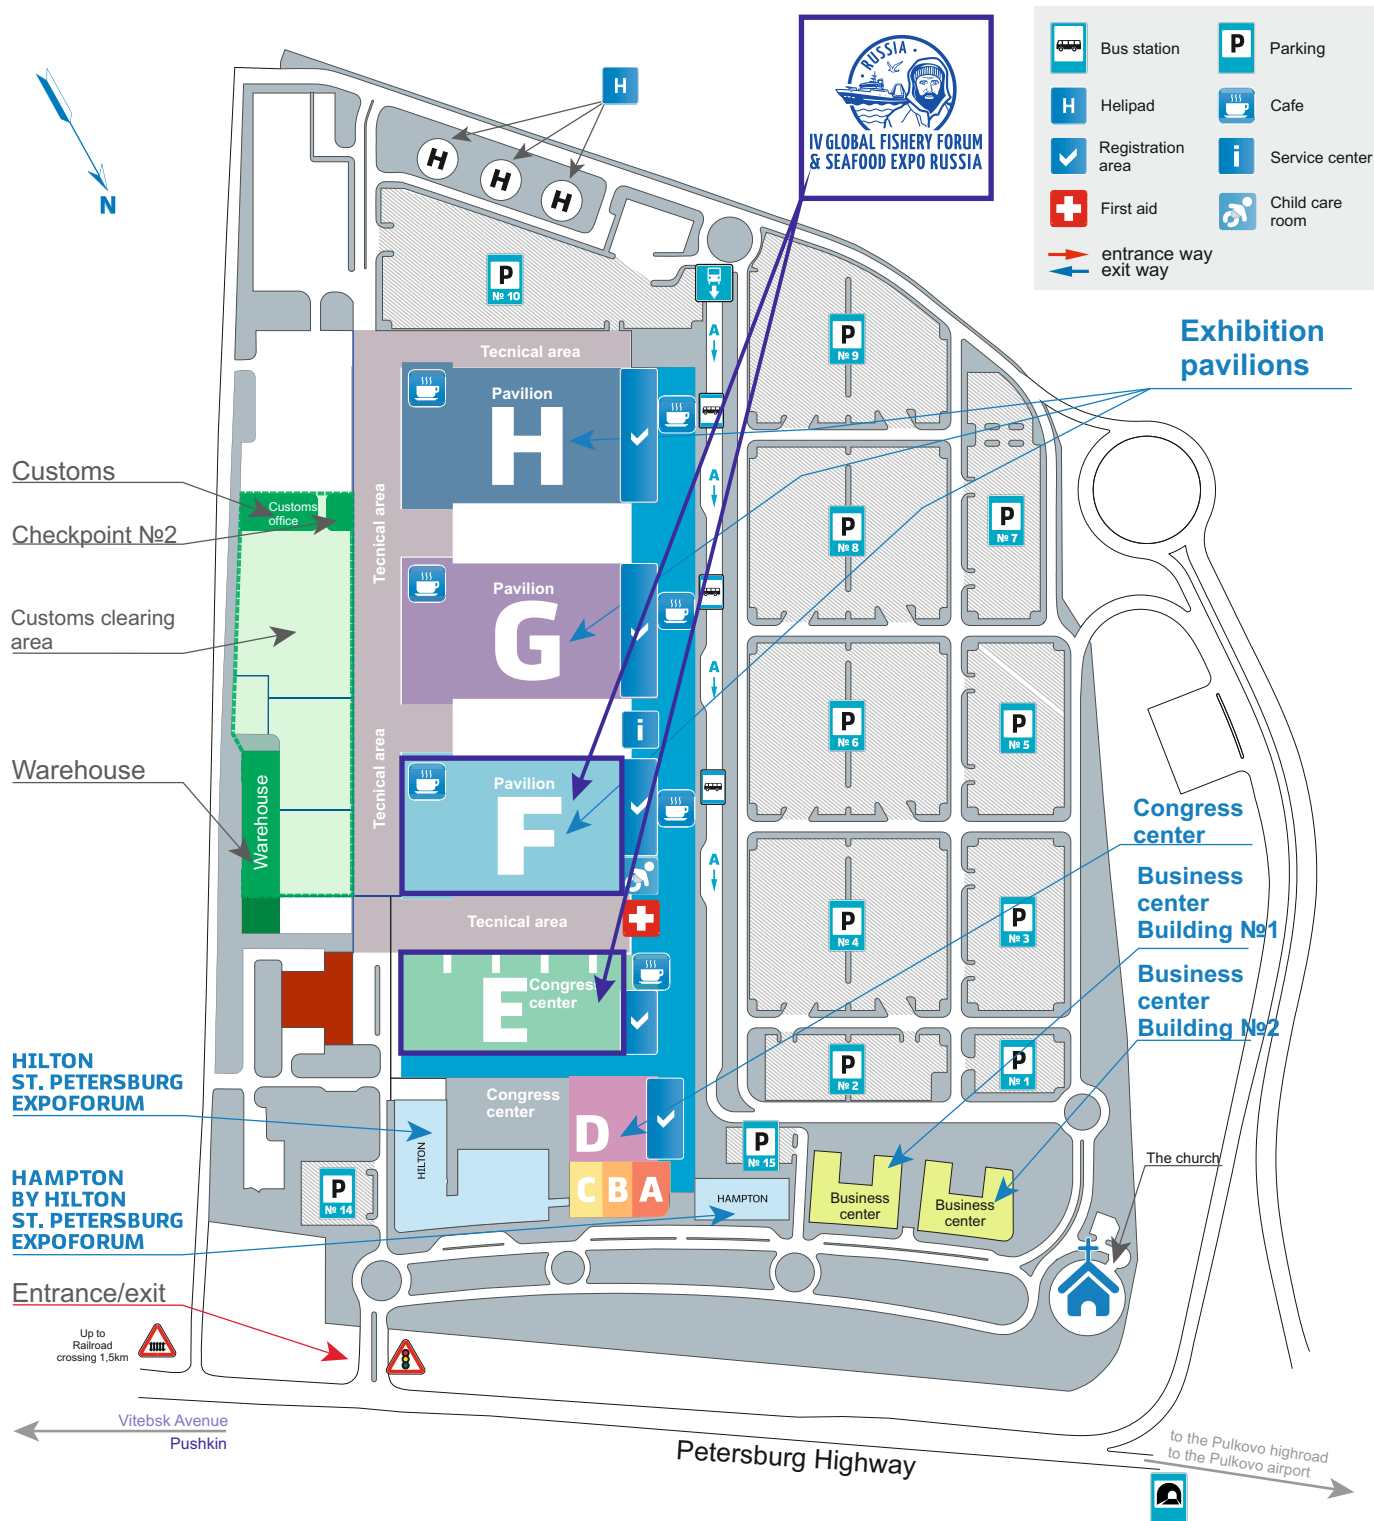 RUSSIA
IV GLOBAL FISHERY FORUM
& SEAFOOD EXPO RUSSIA
Bus station
P
Parking
H
Helipad
Cafe
Registration
area
i
Service center
First aid
Child care
room
entrance way
exit way
N
H
H
H
H
P
№ 10
A
P
№ 9
Exhibition
pavilions
Tecnical area
Pavilion
H
Tecnical area
A
P
№ 8
P
№ 7
Customs
Customs
office
Checkpoint №2
Customs clearing
area
Pavilion
G
A
P
№ 6
P
№ 5
i
Tecnical area
Warehouse
Warehouse
Pavilion
F
A
P
№ 4
P
№ 3
Congress
center
Business
center
Building №1
Business
center
Building №2
Tecnical area
E
Congress
center
P
№ 2
P
№ 1
HILTON
ST. PETERSBURG
EXPOFORUM
Congress
center
D
HILTON
P
№ 15
The church
HAMPTON
BY HILTON
ST. PETERSBURG
EXPOFORUM
P
№ 14
C
B
A
HAMPTON
Business
center
Business
center
Entrance/exit
Up to
Railroad
crossing 1,5km
Vitebsk Avenue
Pushkin
Petersburg Highway
to the Pulkovo highroad
to the Pulkovo airport